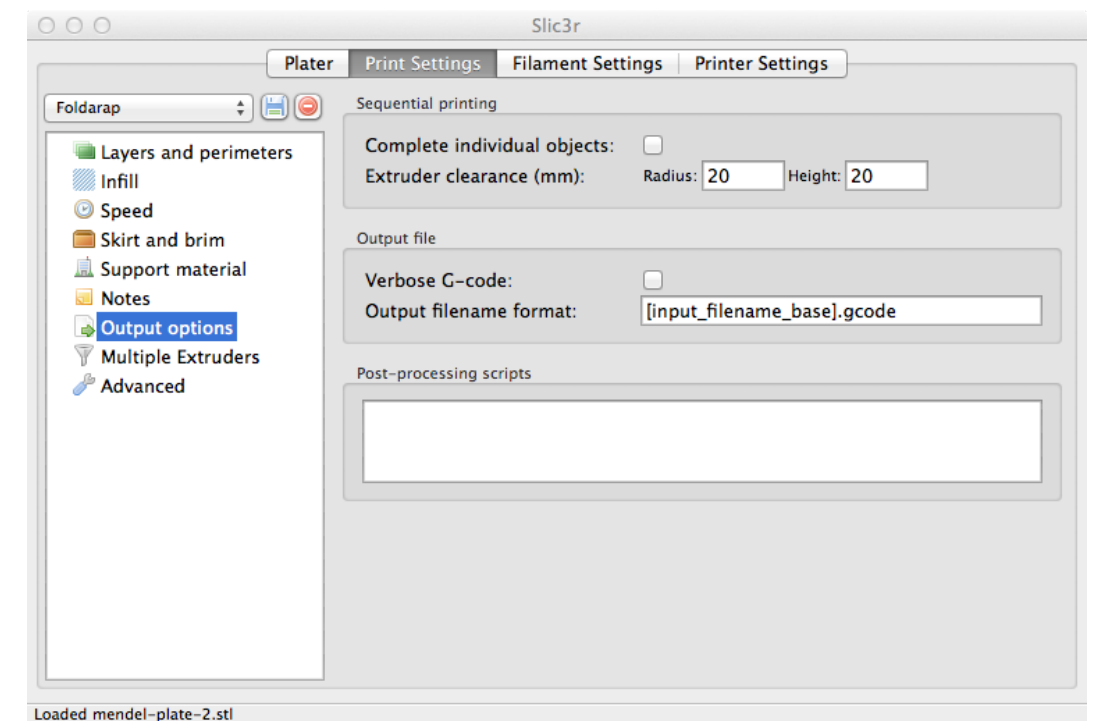 Slic3r
Plater Print Settings Filament Settings Printer Settings
Foldarap
Layers and perimeters
Infill
Speed
Skirt and brim
Support material
Notes
Output options
Multiple Extruders
Advanced
Sequential printing
Complete individual objects:
Extruder clearance (mm): Radius: 20 Height: 20
Output file
Verbose G-code:
Output filename format: [input_filename_base].gcode
Post-processing scripts
Loaded mendel-plate-2.stl